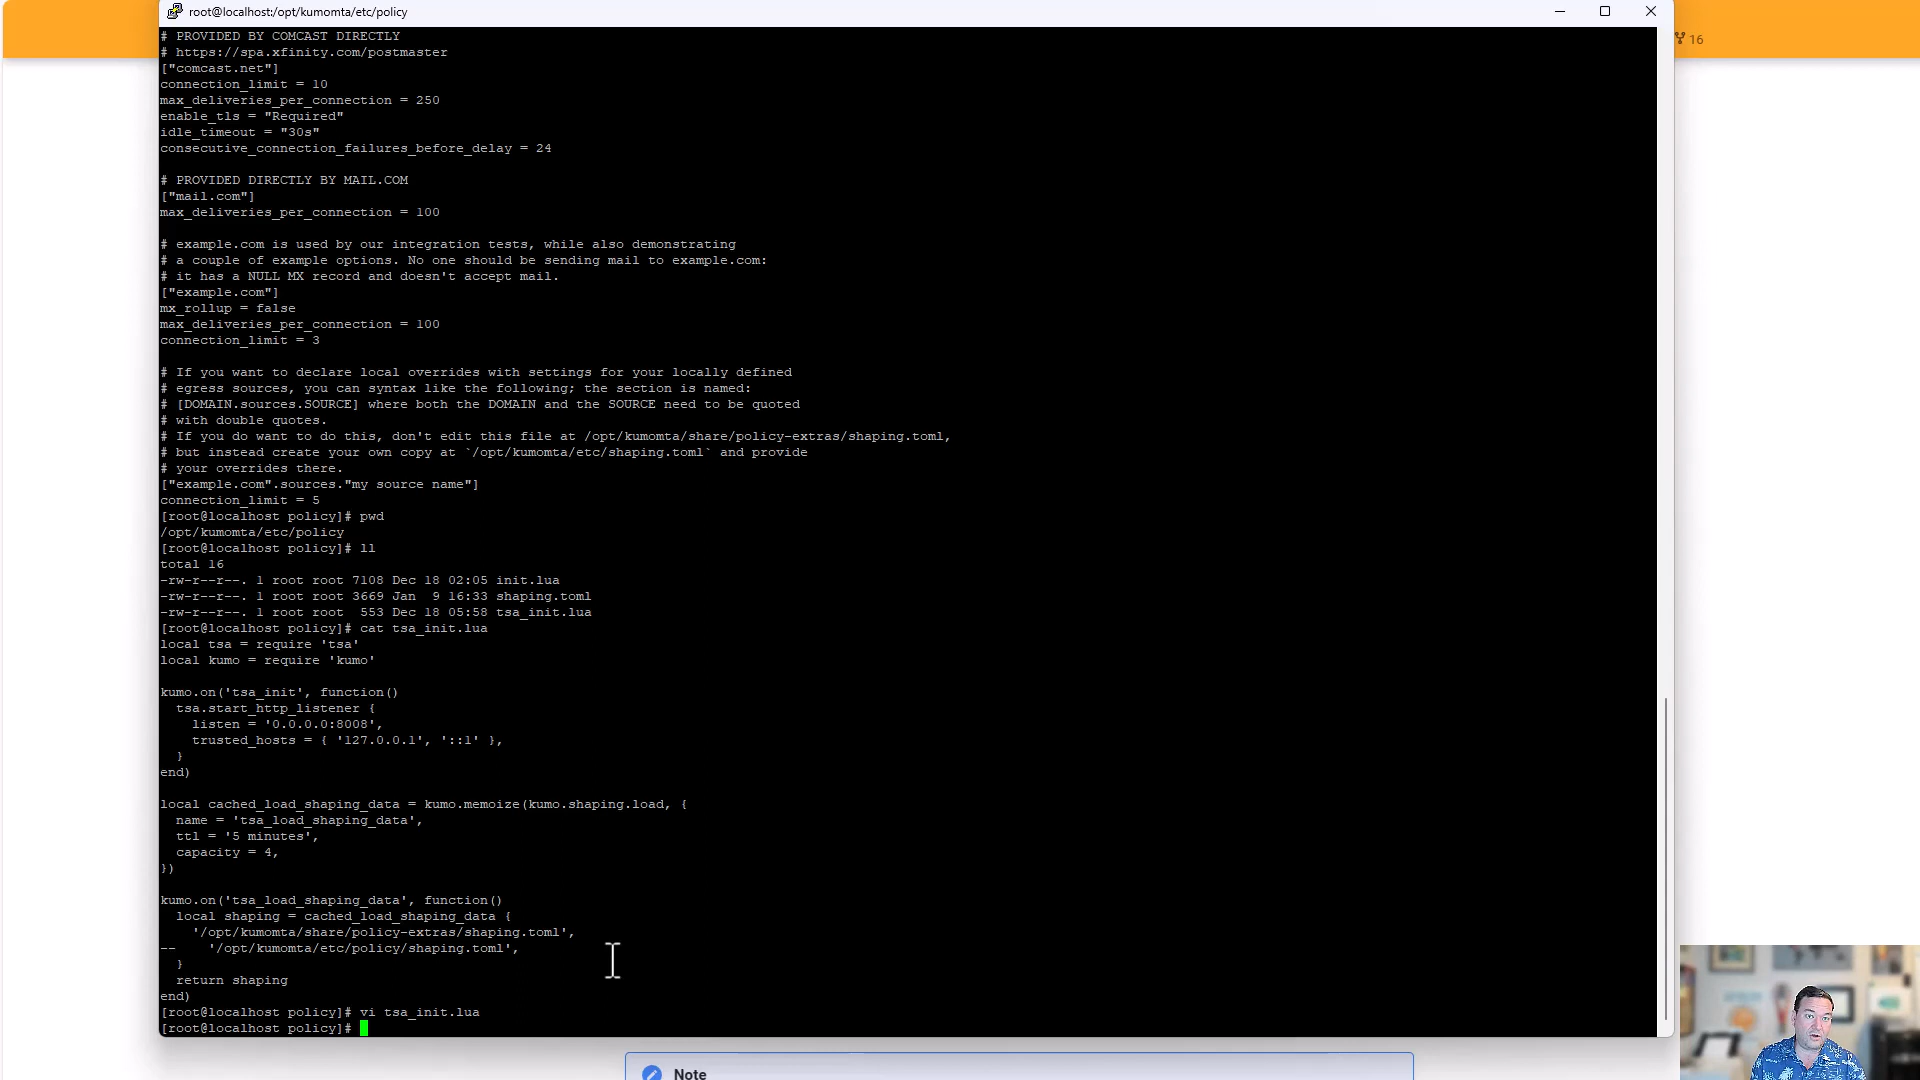 root@localhost:/opt/kumomta/etc/policy
16
# PROVIDED BY COMCAST DIRECTLY
# https://spa.xfinity.com/postmaster
["comcast.net"]
connection_limit = 10
max_deliveries_per_connection = 250
enable_tls = "Required"
idle_timeout = "30s"
consecutive_connection_failures_before_delay = 24
# PROVIDED DIRECTLY BY MAIL.COM
["mail.com"]
max_deliveries_per_connection = 100
# example.com is used by our integration tests, while also demonstrating
# a couple of example options. No one should be sending mail to example.com:
# it has a NULL MX record and doesn't accept mail.
["example.com"]
mx_rollup = false
max_deliveries_per_connection = 100
connection_limit = 3
# If you want to declare local overrides with settings for your locally defined
# egress sources, you can syntax like the following; the section is named:
# [DOMAIN.sources.SOURCE] where both the DOMAIN and the SOURCE need to be quoted
# with double quotes.
# If you do want to do this, don't edit this file at /opt/kumomta/share/policy-extras/shaping.toml,
# but instead create your own copy at `/opt/kumomta/etc/shaping.toml` and provide
# your overrides there.
["example.com".sources."my source name"]
connection_limit = 5
[root@localhost policy]# pwd
/opt/kumomta/etc/policy
[root@localhost policy]# ll
total 16
-rw-r--r--. 1 root root 7108 Dec 18 02:05 init.lua
-rw-r--r--. 1 root root 3669 Jan  9 16:33 shaping.toml
-rw-r--r--. 1 root root  553 Dec 18 05:58 tsa_init.lua
[root@localhost policy]# cat tsa_init.lua
local tsa = require 'tsa'
local kumo = require 'kumo'
kumo.on('tsa_init', function()
  tsa.start_http_listener {
    listen = '0.0.0.0:8008',
    trusted_hosts = { '127.0.0.1', '::1' },
  }
end)
local cached_load_shaping_data = kumo.memoize(kumo.shaping.load, {
  name = 'tsa_load_shaping_data',
  ttl = '5 minutes',
  capacity = 4,
})
kumo.on('tsa_load_shaping_data', function()
  local shaping = cached_load_shaping_data {
    '/opt/kumomta/share/policy-extras/shaping.toml',
--    '/opt/kumomta/etc/policy/shaping.toml',
  }
  return shaping
end)
[root@localhost policy]# vi tsa_init.lua
[root@localhost policy]#
Note